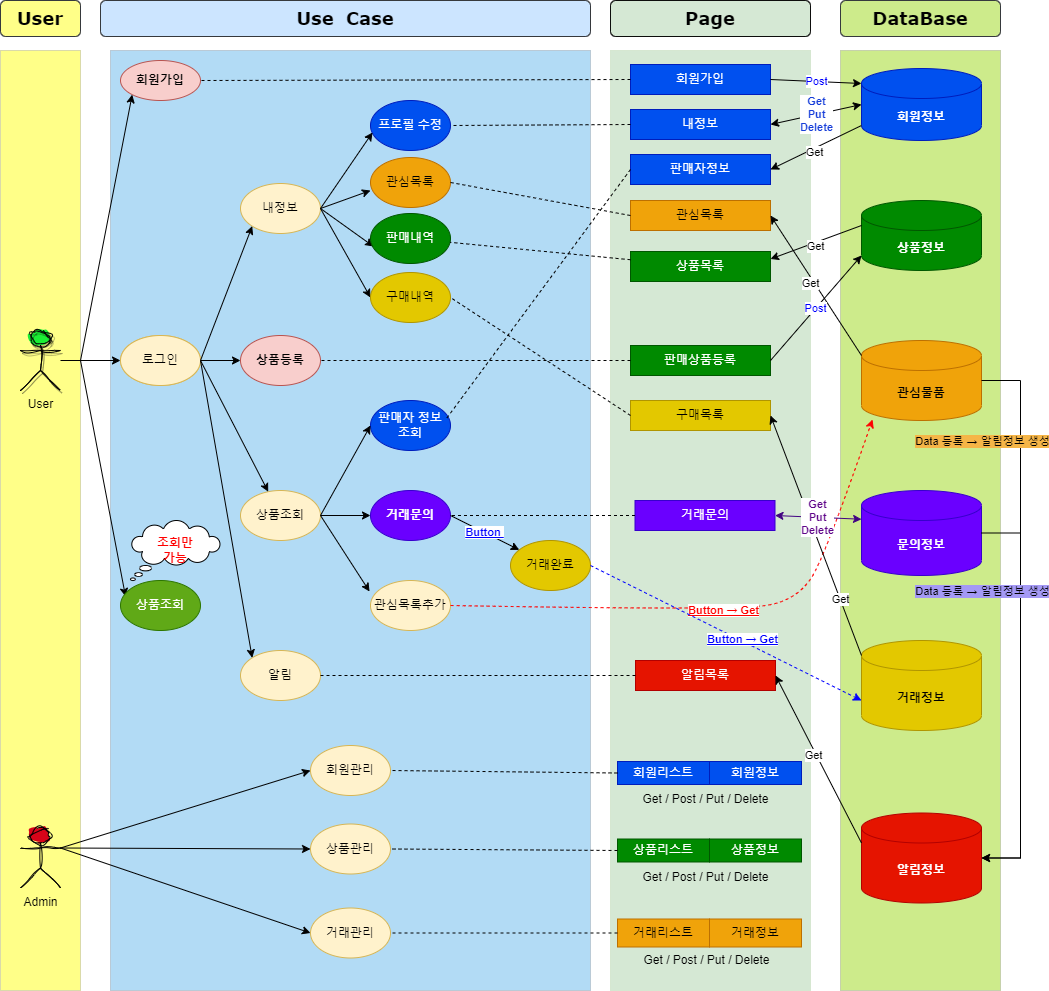 User
Use Case
Page
DataBase
회원가입
회원가입
Post
프로필 수정
내정보
Get
Put
Delete
회원정보
관심목록
판매자정보
Get
내정보
관심목록
판매내역
상품목록
Get
상품정보
구매내역
Get
Post
로그인
상품등록
판매상품등록
User
판매자 정보
조회
구매목록
관심물품
Data 등록 → 알림정보 생성
상품조회
거래문의
Button
거래문의
Get
Put
Delete
문의정보
조회만
가능
거래완료
상품조회
관심목록추가
Button → Get
Get
Data 등록 → 알림정보 생성
Button → Get
알림
알림목록
거래정보
Get
회원관리
회원리스트
회원정보
Get / Post / Put / Delete
상품관리
상품리스트
상품정보
Get / Post / Put / Delete
알림정보
Admin
거래관리
거래리스트
거래정보
Get / Post / Put / Delete